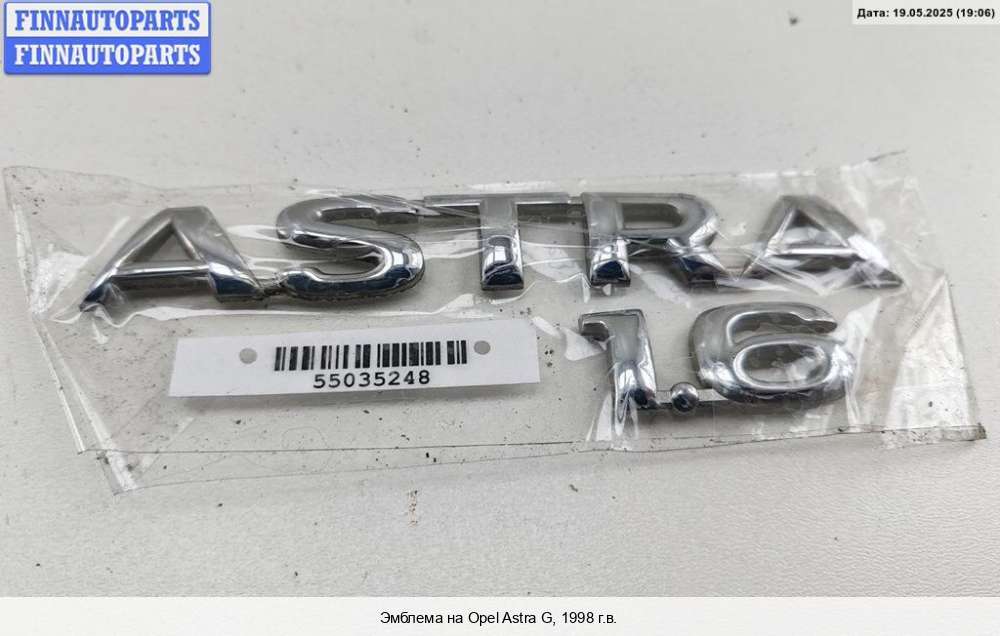 FINNAUTOPARTS
FINNAUTOPARTS
Дата: 19.05.2025 (19:06)
ASTRA
1.6
55035248
Эмблема на Opel Astra G, 1998 г.в.